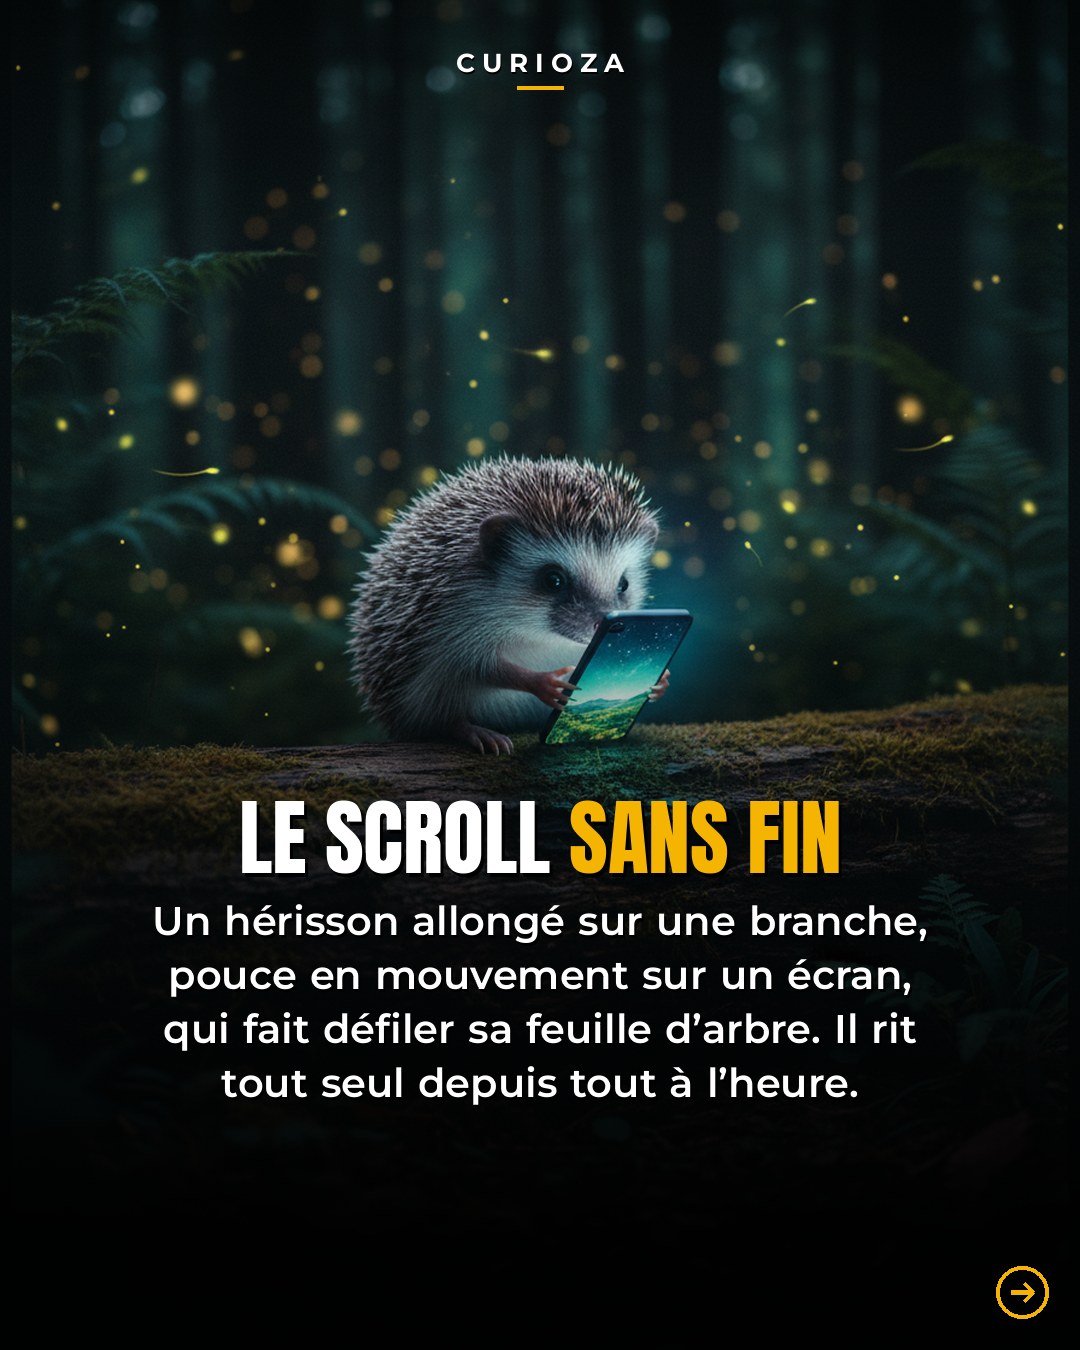 CURIOZA
LE SCROLL SANS FIN
Un hérisson allongé sur une branche,
pouce en mouvement sur un écran,
qui fait défiler sa feuille d’arbre. Il rit
tout seul depuis tout à l’heure.